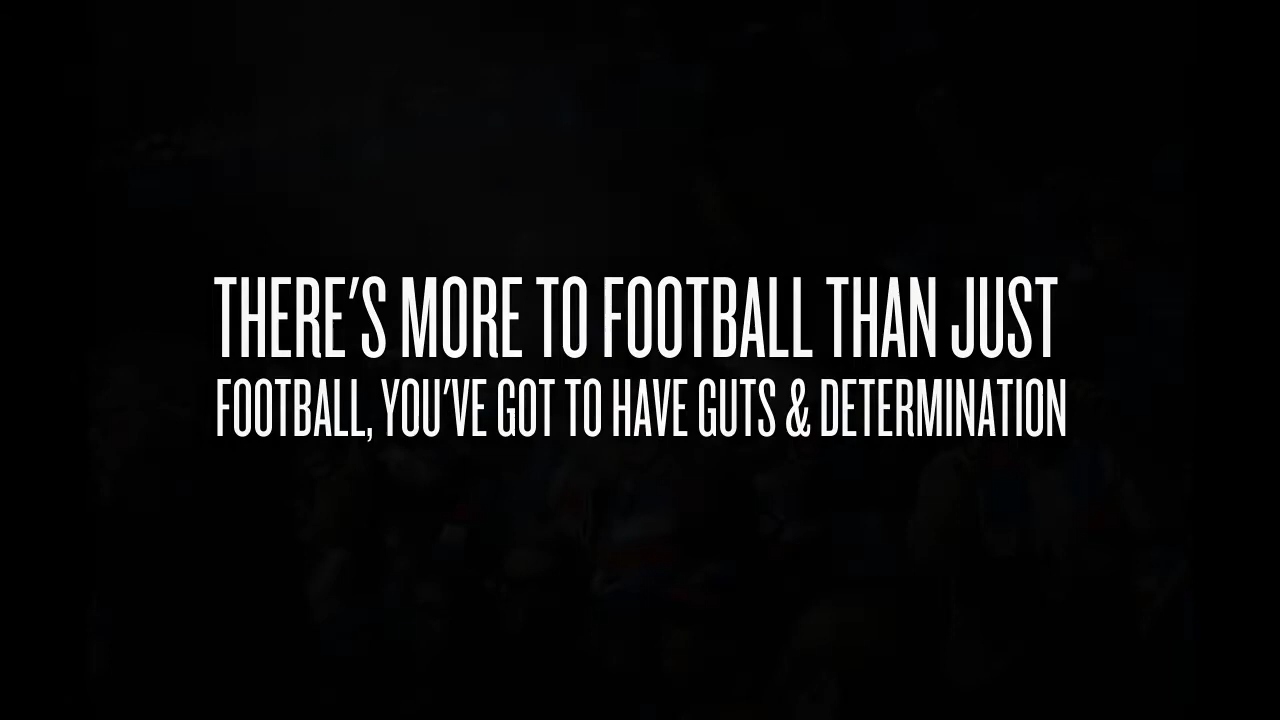 THERE'S MORE TO FOOTBALL THAN JUST
FOOTBALL, YOU'VE GOT TO HAVE GUTS & DETERMINATION